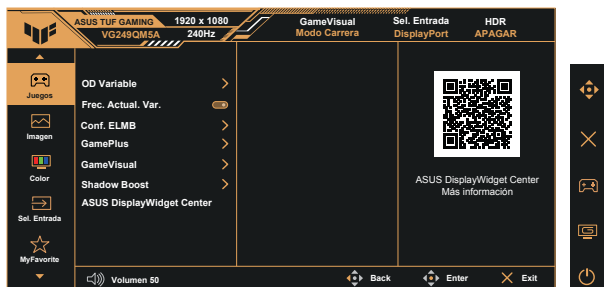 ASUS TUF GAMING 1920 x 1080
VG249QM5A 240Hz
GameVisual
Modo Carrera
Sel. Entrada
DisplayPort
HDR
APAGAR
Juegos
Imagen
Color
Sel. Entrada
MyFavorite
OD Variable
Frec. Actual. Var.
Conf. ELMB
GamePlus
GameVisual
Shadow Boost
ASUS DisplayWidget Center
ASUS DisplayWidget Center
Más información
Volumen 50
Back
Enter
Exit